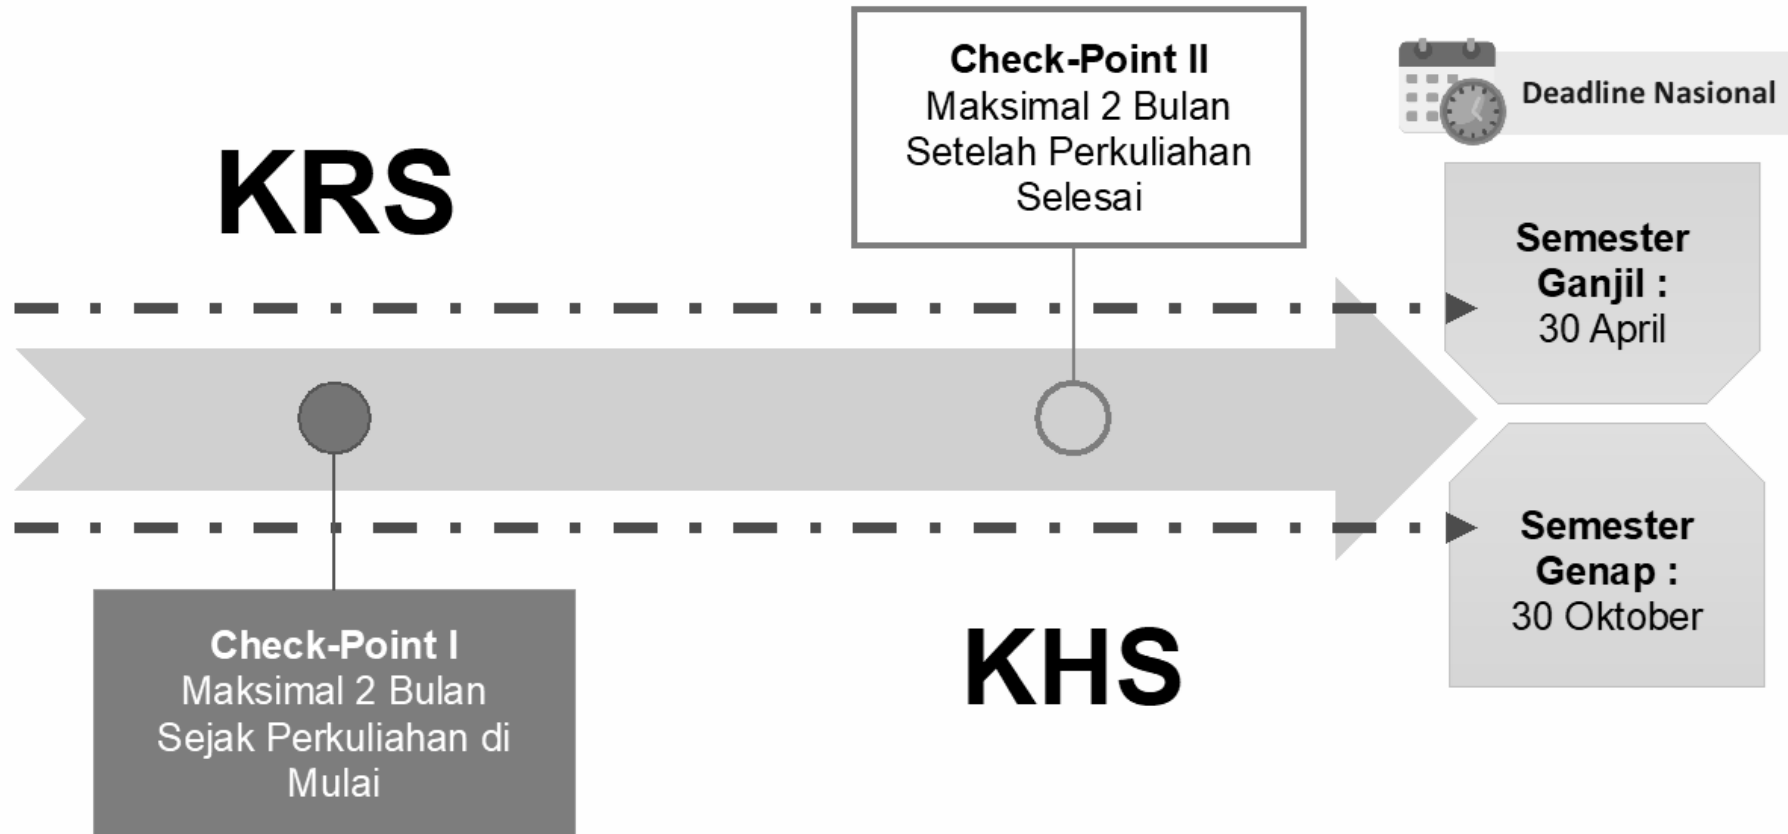 KRS
Check-Point I
Maksimal 2 Bulan
Sejak Perkuliahan di
Mulai
Check-Point II
Maksimal 2 Bulan
Setelah Perkuliahan
Selesai
KHS
Deadline Nasional
Semester
Ganjil :
30 April
Semester
Genap :
30 Oktober